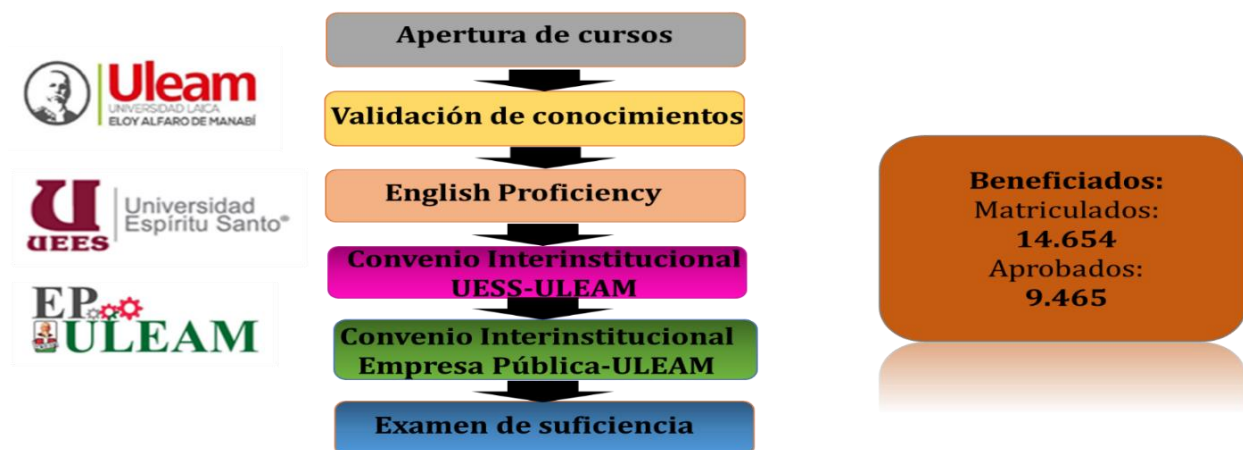 Uleam
UNIVERSIDAD LAICA
ELOY ALFARO DE MANABÍ
UEES
Universidad
Espíritu Santo®
EP
ULEAM
Apertura de cursos
Validación de conocimientos
English Proficiency
Convenio Interinstitucional
UESS-ULEAM
Convenio Interinstitucional
Empresa Pública-ULEAM
Examen de suficiencia
Beneficiados:
Matriculados:
14.654
Aprobados:
9.465